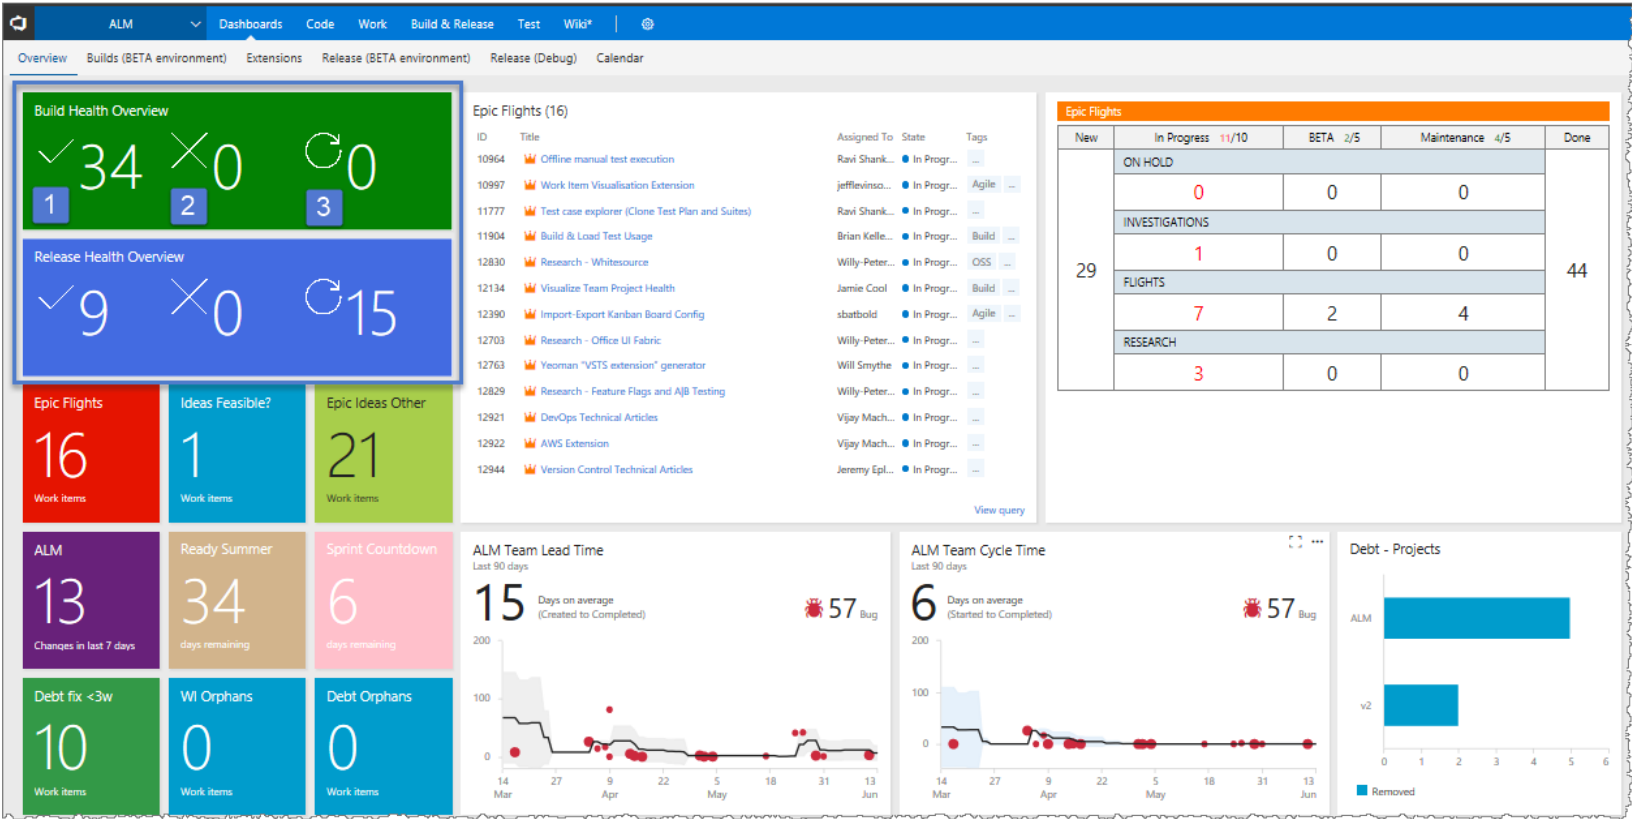 ALM Dashboards Code Work Build & Release Test Wiki*
Overview Builds (BETA environment) Extensions Release (BETA environment) Release (Debug) Calendar
Build Health Overview
34 0 0
1 2 3
Release Health Overview
9 0 15
Epic Flights
16
Work items
Ideas Feasible?
1
Work items
Epic Ideas Other
21
Work items
ALM
13
Changes in last 7 days
Ready Summer
34
days remaining
Sprint Countdown
6
days remaining
Debt fix <3w
10
Work items
WI Orphans
0
Work items
Debt Orphans
0
Work items
Epic Flights (16)
ID Title Assigned To State Tags
10964 Offline manual test execution Ravi Shank... In Progr... ...
10997 Work Item Visualisation Extension jefflevinso... In Progr... Agile ...
11777 Test case explorer (Clone Test Plan and Suites) Ravi Shank... In Progr... ...
11904 Build & Load Test Usage Brian Kelle... In Progr... Build ...
12830 Research - Whitesource Willy-Peter... In Progr... OSS ...
12134 Visualize Team Project Health Jamie Cool In Progr... Build ...
12390 Import-Export Kanban Board Config sbatbold In Progr... Agile ...
12703 Research - Office UI Fabric Willy-Peter... In Progr... ...
12763 Yeoman "VSTS extension" generator Will Smythe In Progr... ...
12829 Research - Feature Flags and A|B Testing Willy-Peter... In Progr... ...
12921 DevOps Technical Articles Vijay Mach... In Progr... ...
12922 AWS Extension Vijay Mach... In Progr... ...
12944 Version Control Technical Articles Jeremy Epl... In Progr... ...
View query
Epic Flights
New In Progress 11/10 BETA 2/5 Maintenance 4/5 Done
ON HOLD
0 0 0
INVESTIGATIONS
1 0 0
29 44
FLIGHTS
7 2 4
RESEARCH
3 0 0
ALM Team Lead Time
Last 90 days
15 Days on average
(Created to Completed)
57 Bug
200
100
0
14 27 9 22 5 18 31 13
Mar Apr May Jun
ALM Team Cycle Time
Last 90 days
6 Days on average
(Started to Completed)
57 Bug
200
100
0
14 27 9 22 5 18 31 13
Mar Apr May Jun
Debt - Projects
ALM
v2
0 1 2 3 4 5 6
Removed